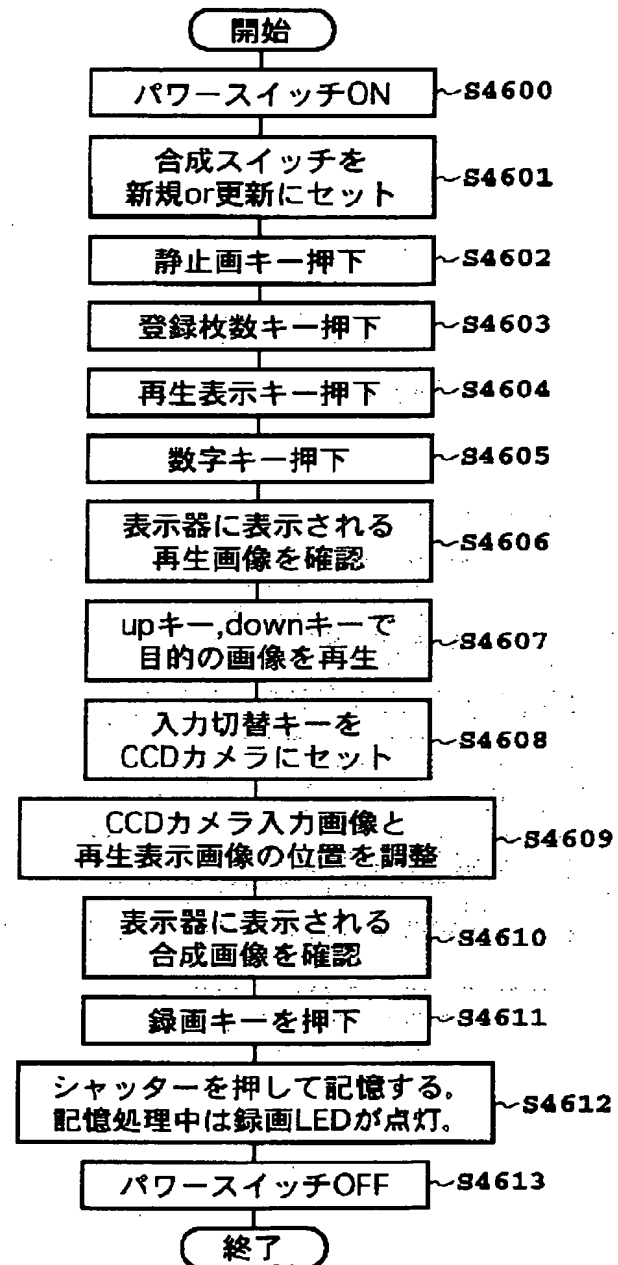 開始
パワースイッチON
S4600
合成スイッチを
新規or更新にセット
S4601
静止画キー押下
S4602
登録枚数キー押下
S4603
再生表示キー押下
S4604
数字キー押下
S4605
表示器に表示される
再生画像を確認
S4606
upキー,downキーで
目的の画像を再生
S4607
入力切替キーを
CCDカメラにセット
S4608
CCDカメラ入力画像と
再生表示画像の位置を調整
S4609
表示器に表示される
合成画像を確認
S4610
録画キーを押下
S4611
シャッターを押して記憶する。
記憶処理中は録画LEDが点灯。
S4612
パワースイッチOFF
S4613
終了